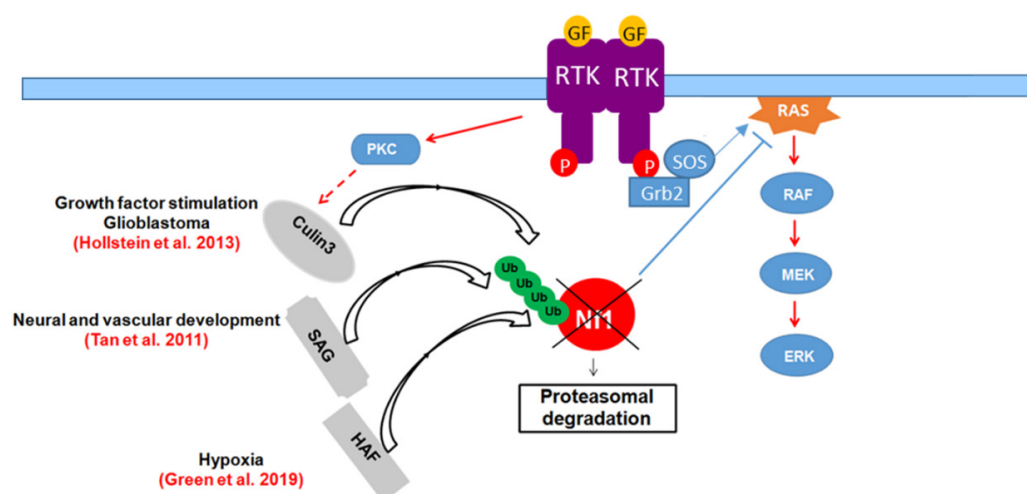 GF
GF
RTK
RTK
P
P
SOS
Grb2
RAS
RAF
MEK
ERK
PKC
Growth factor stimulation
Glioblastoma
(Hollstein et al. 2013)
Culin3
Neural and vascular development
(Tan et al. 2011)
SAG
Hypoxia
(Green et al. 2019)
HAF
Ub
Ub
Ub
Ub
Nf1
Proteasomal
degradation